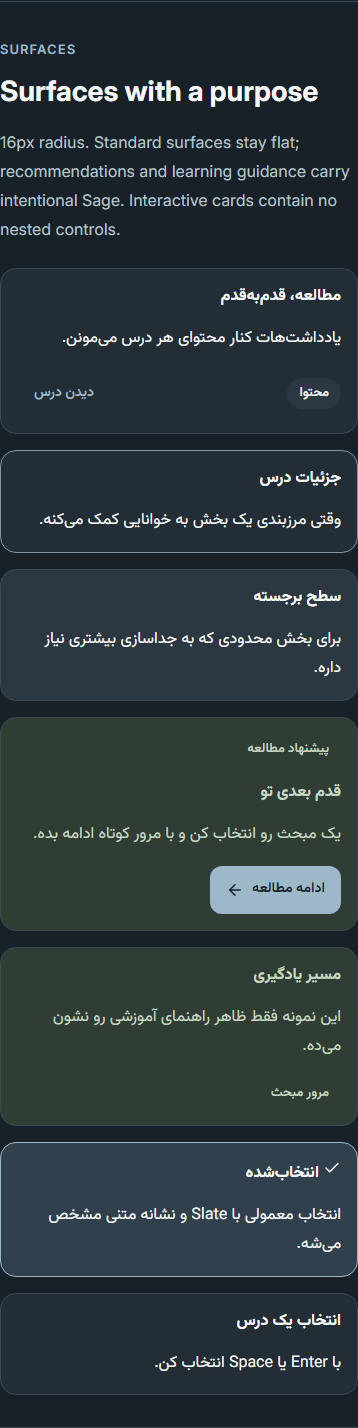 SURFACES
Surfaces with a purpose
16px radius. Standard surfaces stay flat;
recommendations and learning guidance carry
intentional Sage. Interactive cards contain no
nested controls.
مطالعه، قدم‌به‌قدم
یادداشت‌هات کنار محتوای هر درس می‌مونن.
محتوا
دیدن درس
جزئیات درس
وقتی مرزبندی یک بخش به خوانایی کمک می‌کنه.
سطح برجسته
برای بخش محدودی که به جداسازی بیشتری نیاز
داره.
پیشنهاد مطالعه
قدم بعدی تو
یک مبحث رو انتخاب کن و با مرور کوتاه ادامه بده.
ادامه مطالعه ←
مسیر یادگیری
این نمونه فقط ظاهر راهنمای آموزشی رو نشون
می‌ده.
مرور مبحث
✓ انتخاب‌شده
انتخاب معمولی با Slate و نشانه متنی مشخص
می‌شه.
انتخاب یک درس
با Enter یا Space انتخاب کن.